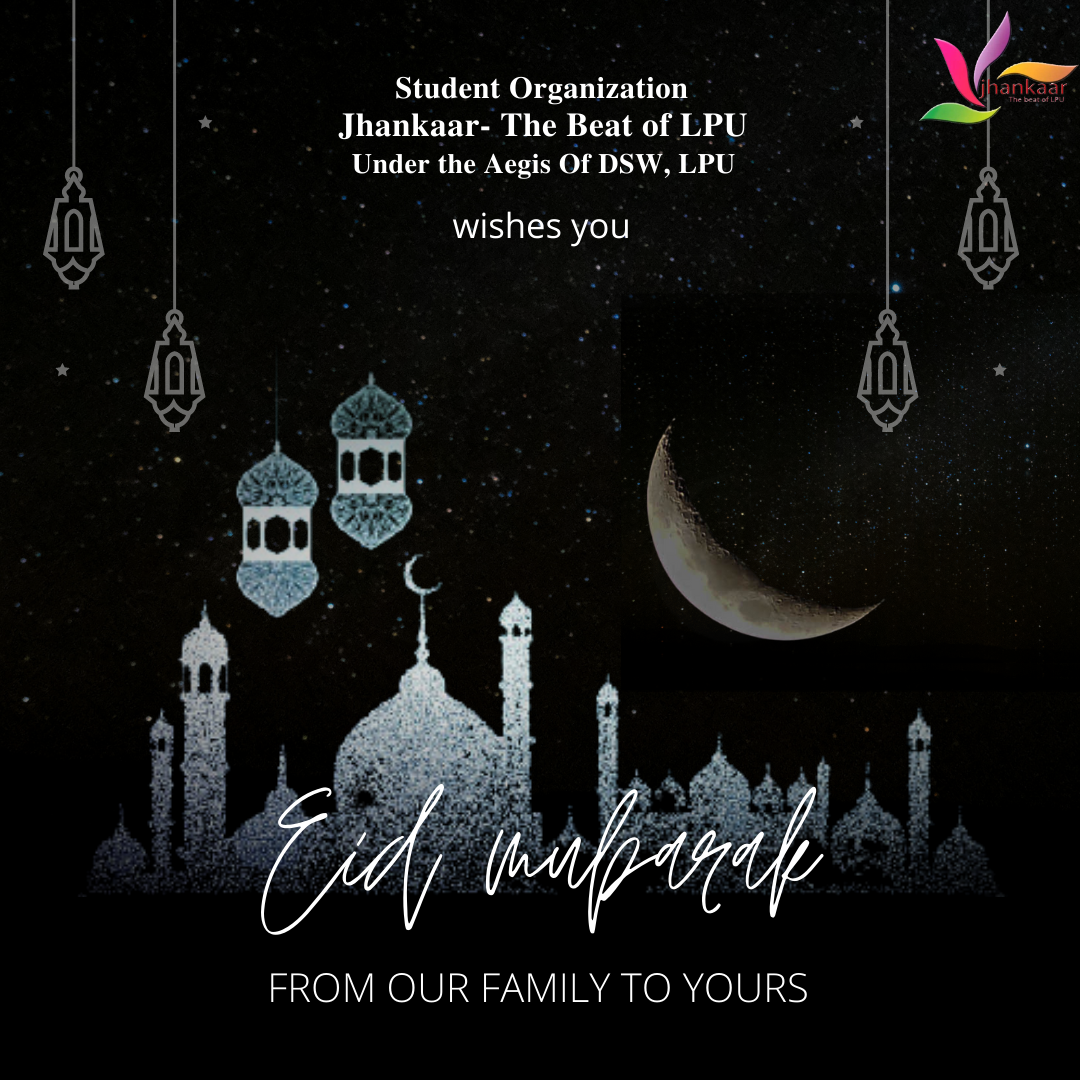 jhankaar
The beat of LPU
Student Organization
Jhankaar- The Beat of LPU
Under the Aegis Of DSW, LPU
wishes you
Eid mubarak
FROM OUR FAMILY TO YOURS